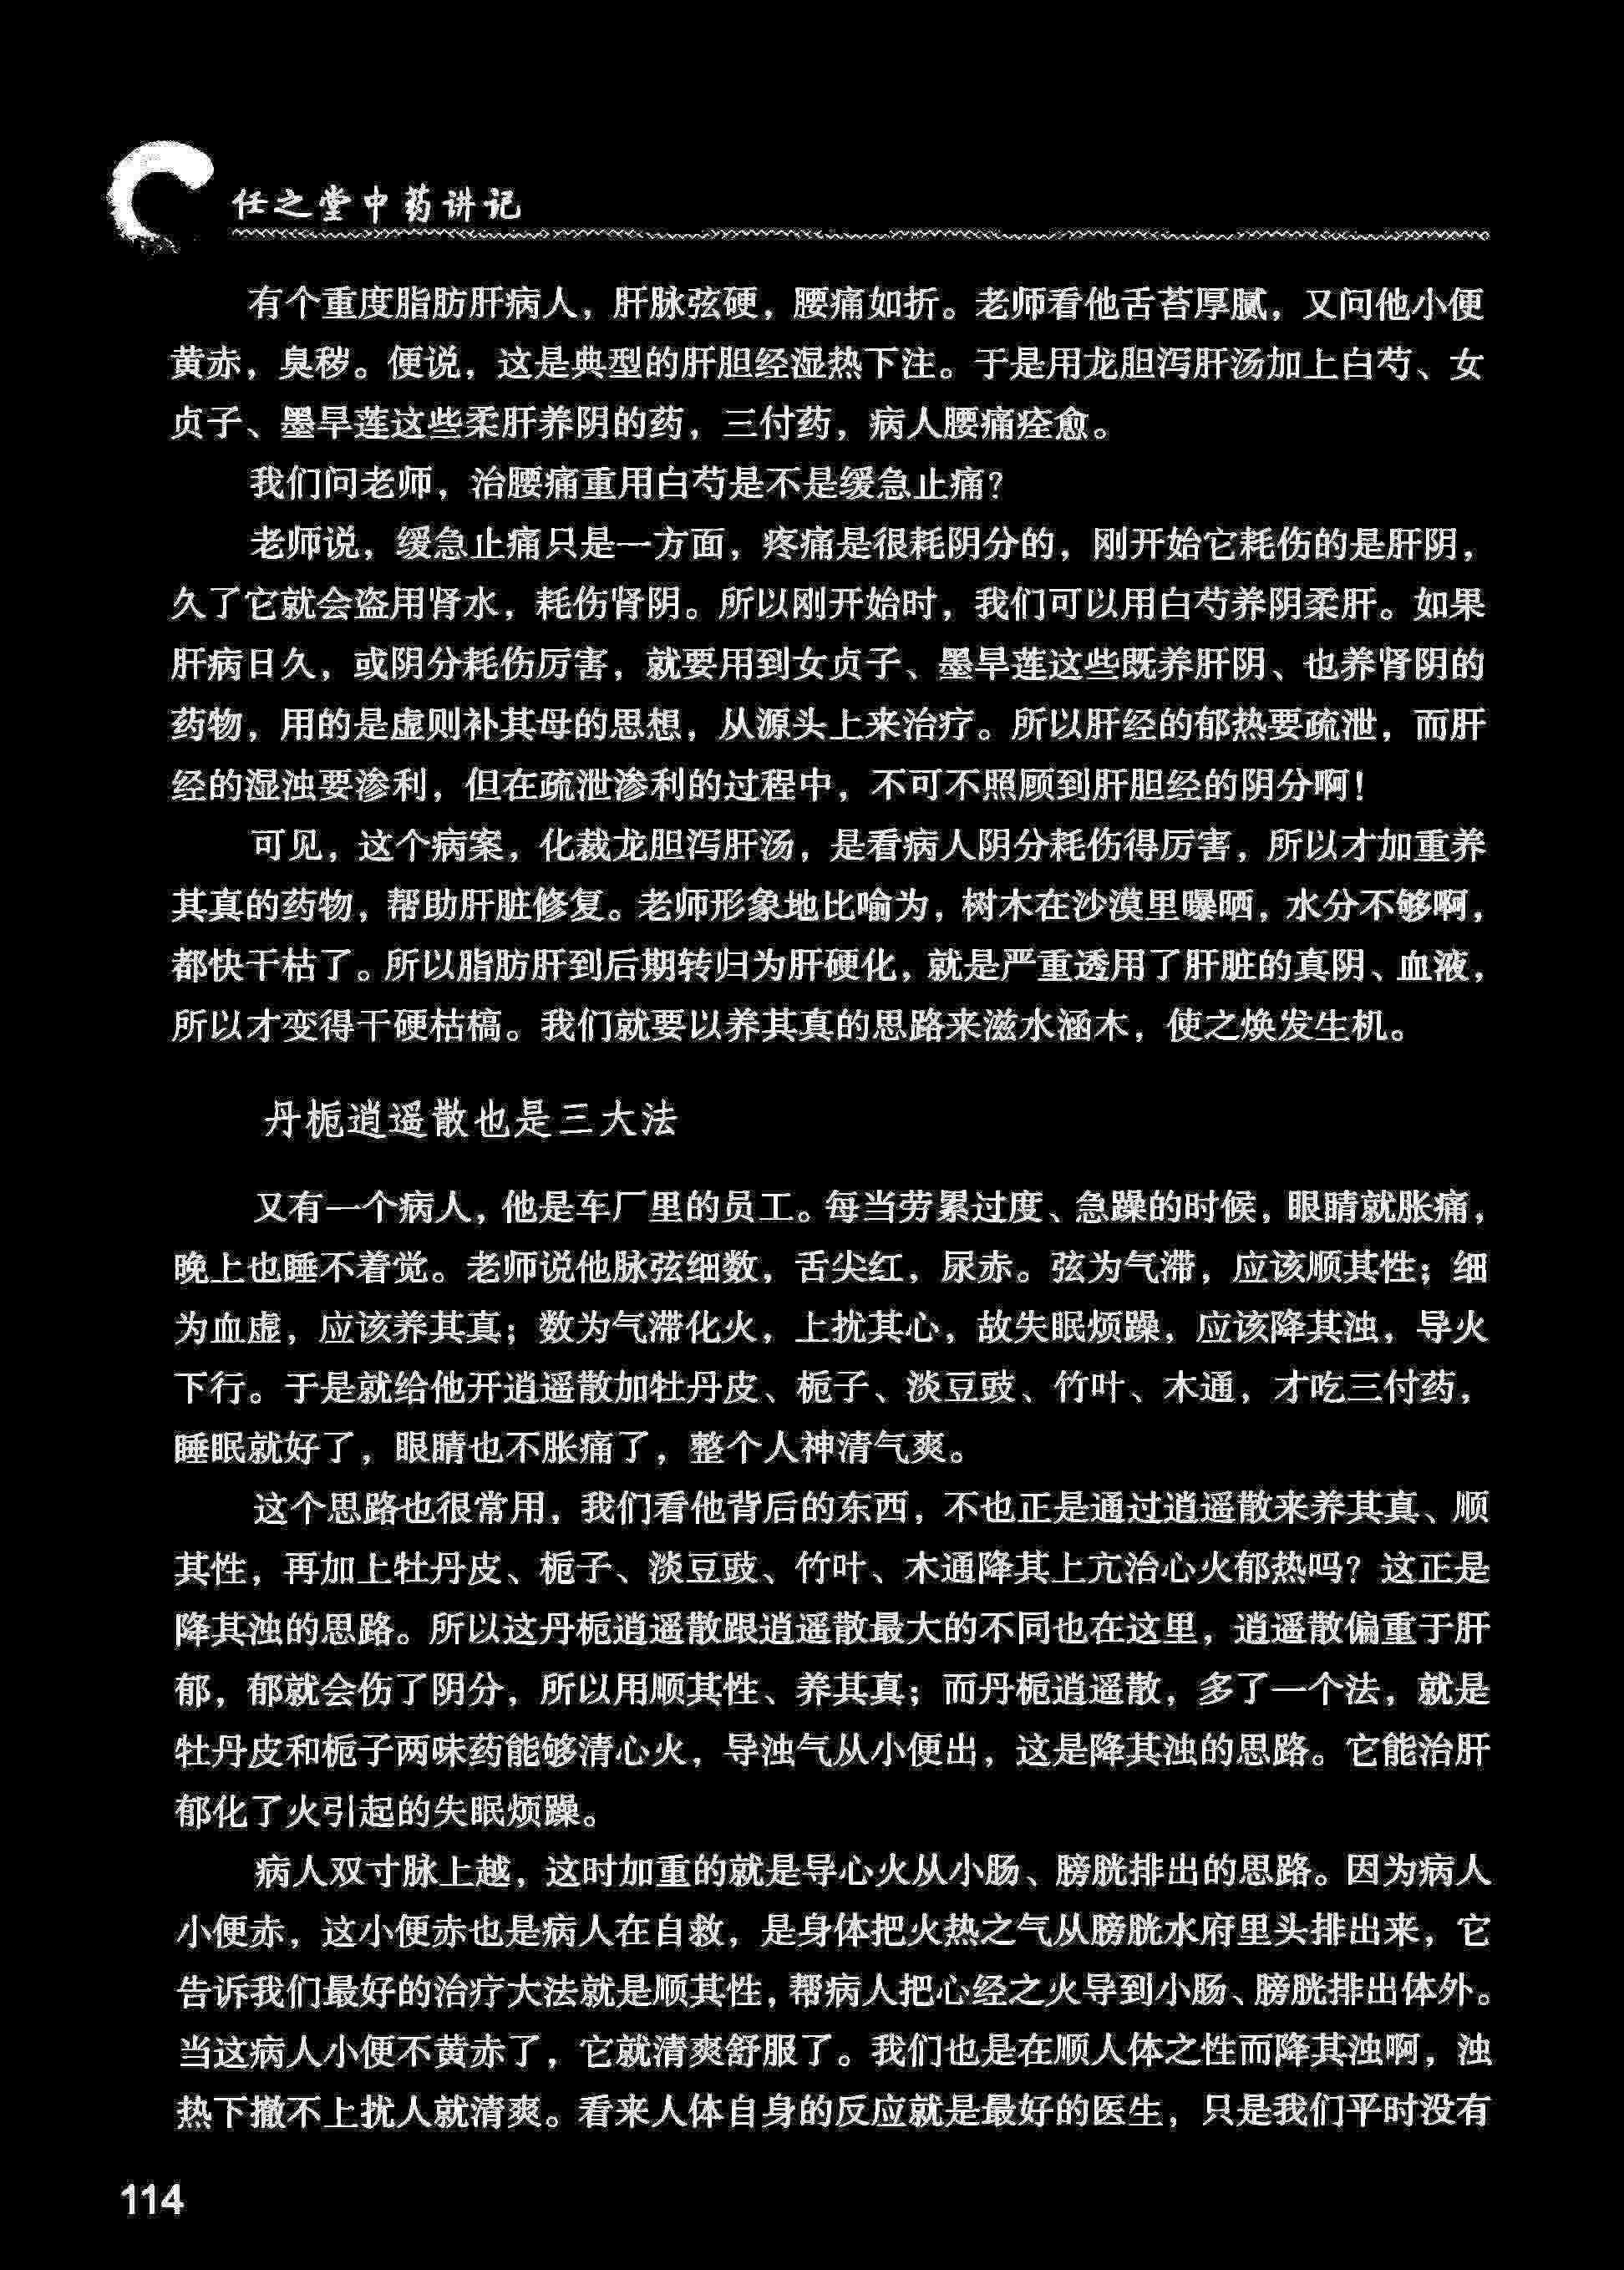 任之堂中药讲记
有个重度脂肪肝病人，肝脉弦硬，腰痛如折。老师看他舌苔厚腻，又问他小便
黄赤，臭秽。便说，这是典型的肝胆经湿热下注。于是用龙胆泻肝汤加上白芍、女
贞子、墨旱莲这些柔肝养阴的药，三付药，病人腰痛痊愈。
我们问老师，治腰痛重用白芍是不是缓急止痛？
老师说，缓急止痛只是一方面，疼痛是很耗阴分的，刚开始它耗伤的是肝阴，
久了它就会盗用肾水，耗伤肾阴。所以刚开始时，我们可以用白芍养阴柔肝。如果
肝病日久，或阴分耗伤厉害，就要用到女贞子、墨旱莲这些既养肝阴、也养肾阴的
药物，用的是虚则补其母的思想，从源头上来治疗。所以肝经的郁热要疏泄，而肝
经的湿浊要渗利，但在疏泄渗利的过程中，不可不照顾到肝胆经的阴分啊！
可见，这个病案，化裁龙胆泻肝汤，是看病人阴分耗伤得厉害，所以才加重养
其真的药物，帮助肝脏修复。老师形象地比喻为，树木在沙漠里曝晒，水分不够啊，
都快干枯了。所以脂肪肝到后期转归为肝硬化，就是严重透用了肝脏的真阴、血液，
所以才变得干硬枯槁。我们就要以养其真的思路来滋水涵木，使之焕发生机。
丹栀逍遥散也是三大法
又有一个病人，他是车厂里的员工。每当劳累过度、急躁的时候，眼睛就胀痛，
晚上也睡不着觉。老师说他脉弦细数，舌尖红，尿赤。弦为气滞，应该顺其性；细
为血虚，应该养其真；数为气滞化火，上扰其心，故失眠烦躁，应该降其浊，导火
下行。于是就给他开逍遥散加牡丹皮、栀子、淡豆豉、竹叶、木通，才吃三付药，
睡眠就好了，眼睛也不胀痛了，整个人神清气爽。
这个思路也很常用，我们看他背后的东西，不也正是通过逍遥散来养其真、顺
其性，再加上牡丹皮、栀子、淡豆豉、竹叶、木通降其上亢治心火郁热吗？这正是
降其浊的思路。所以这丹栀逍遥散跟逍遥散最大的不同也在这里，逍遥散偏重于肝
郁，郁就会伤了阴分，所以用顺其性、养其真；而丹栀逍遥散，多了一个法，就是
牡丹皮和栀子两味药能够清心火，导浊气从小便出，这是降其浊的思路。它能治肝
郁化了火引起的失眠烦躁。
病人双寸脉上越，这时加重的就是导心火从小肠、膀胱排出的思路。因为病人
小便赤，这小便赤也是病人在自救，是身体把火热之气从膀胱水府里头排出来，它
告诉我们最好的治疗大法就是顺其性，帮病人把心经之火导到小肠、膀胱排出体外。
当这病人小便不黄赤了，它就清爽舒服了。我们也是在顺人体之性而降其浊啊，浊
热下撤不上扰人就清爽。看来人体自身的反应就是最好的医生，只是我们平时没有
114